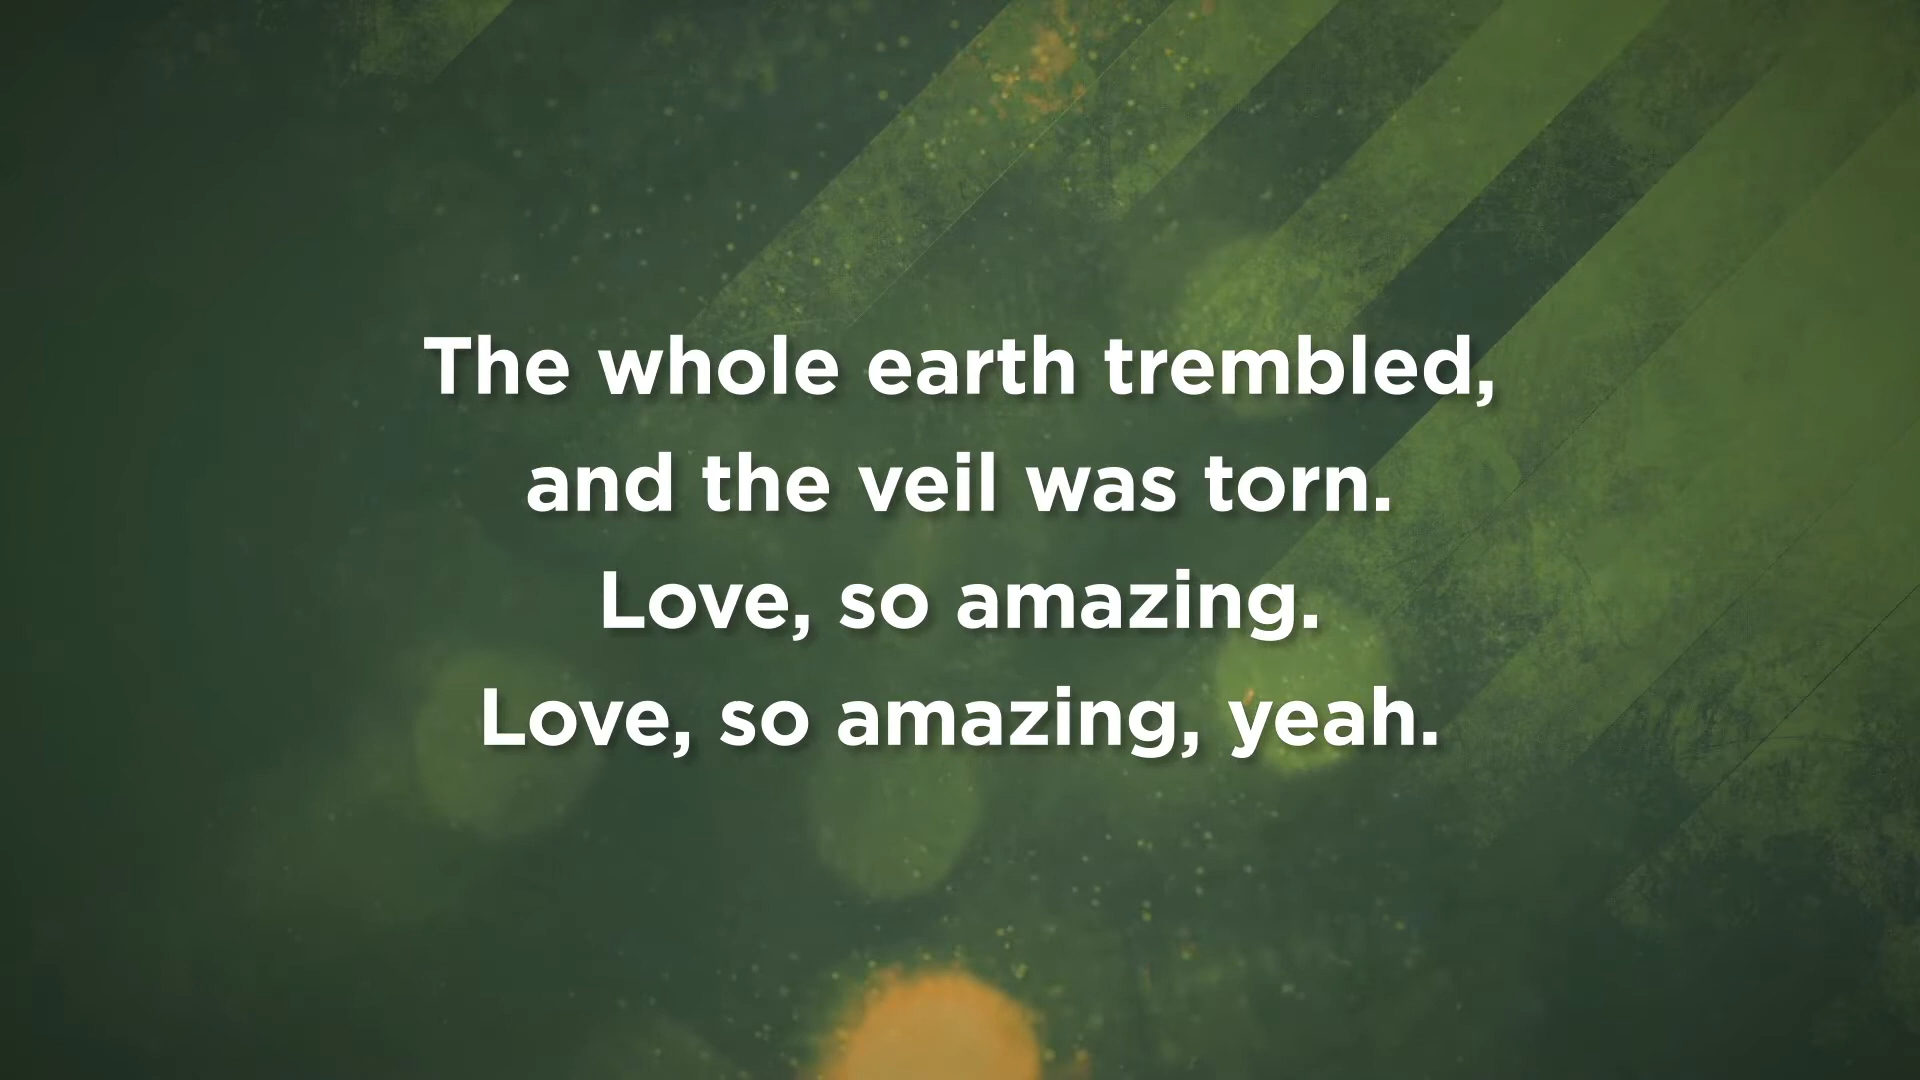 The whole earth trembled,
and the veil was torn.
Love, so amazing.
Love, so amazing, yeah.